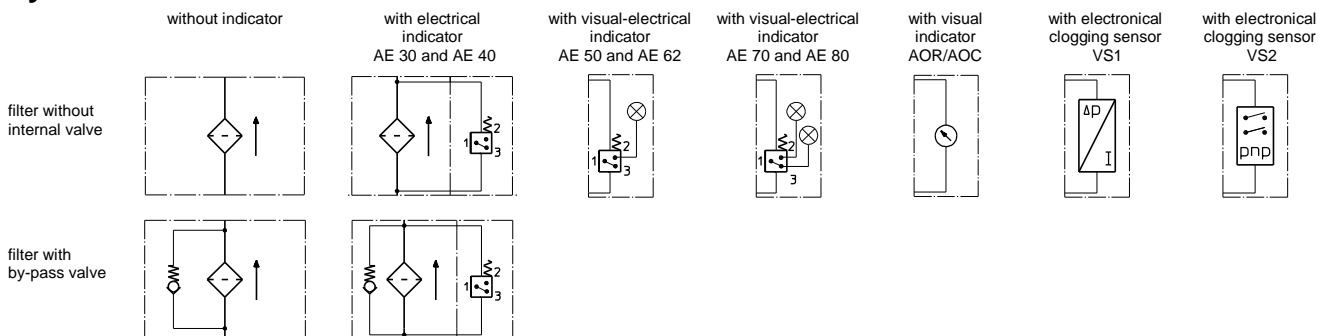 without indicator
with electrical
indicator
AE 30 and AE 40
with visual-electrical
indicator
AE 50 and AE 62
with visual-electrical
indicator
AE 70 and AE 80
with visual
indicator
AOR/AOC
with electronical
clogging sensor
VS1
with electronical
clogging sensor
VS2
filter without
internal valve
1
2
3
1
2
3
1
2
3
Δp
I
pnp
filter with
by-pass valve
1
2
3